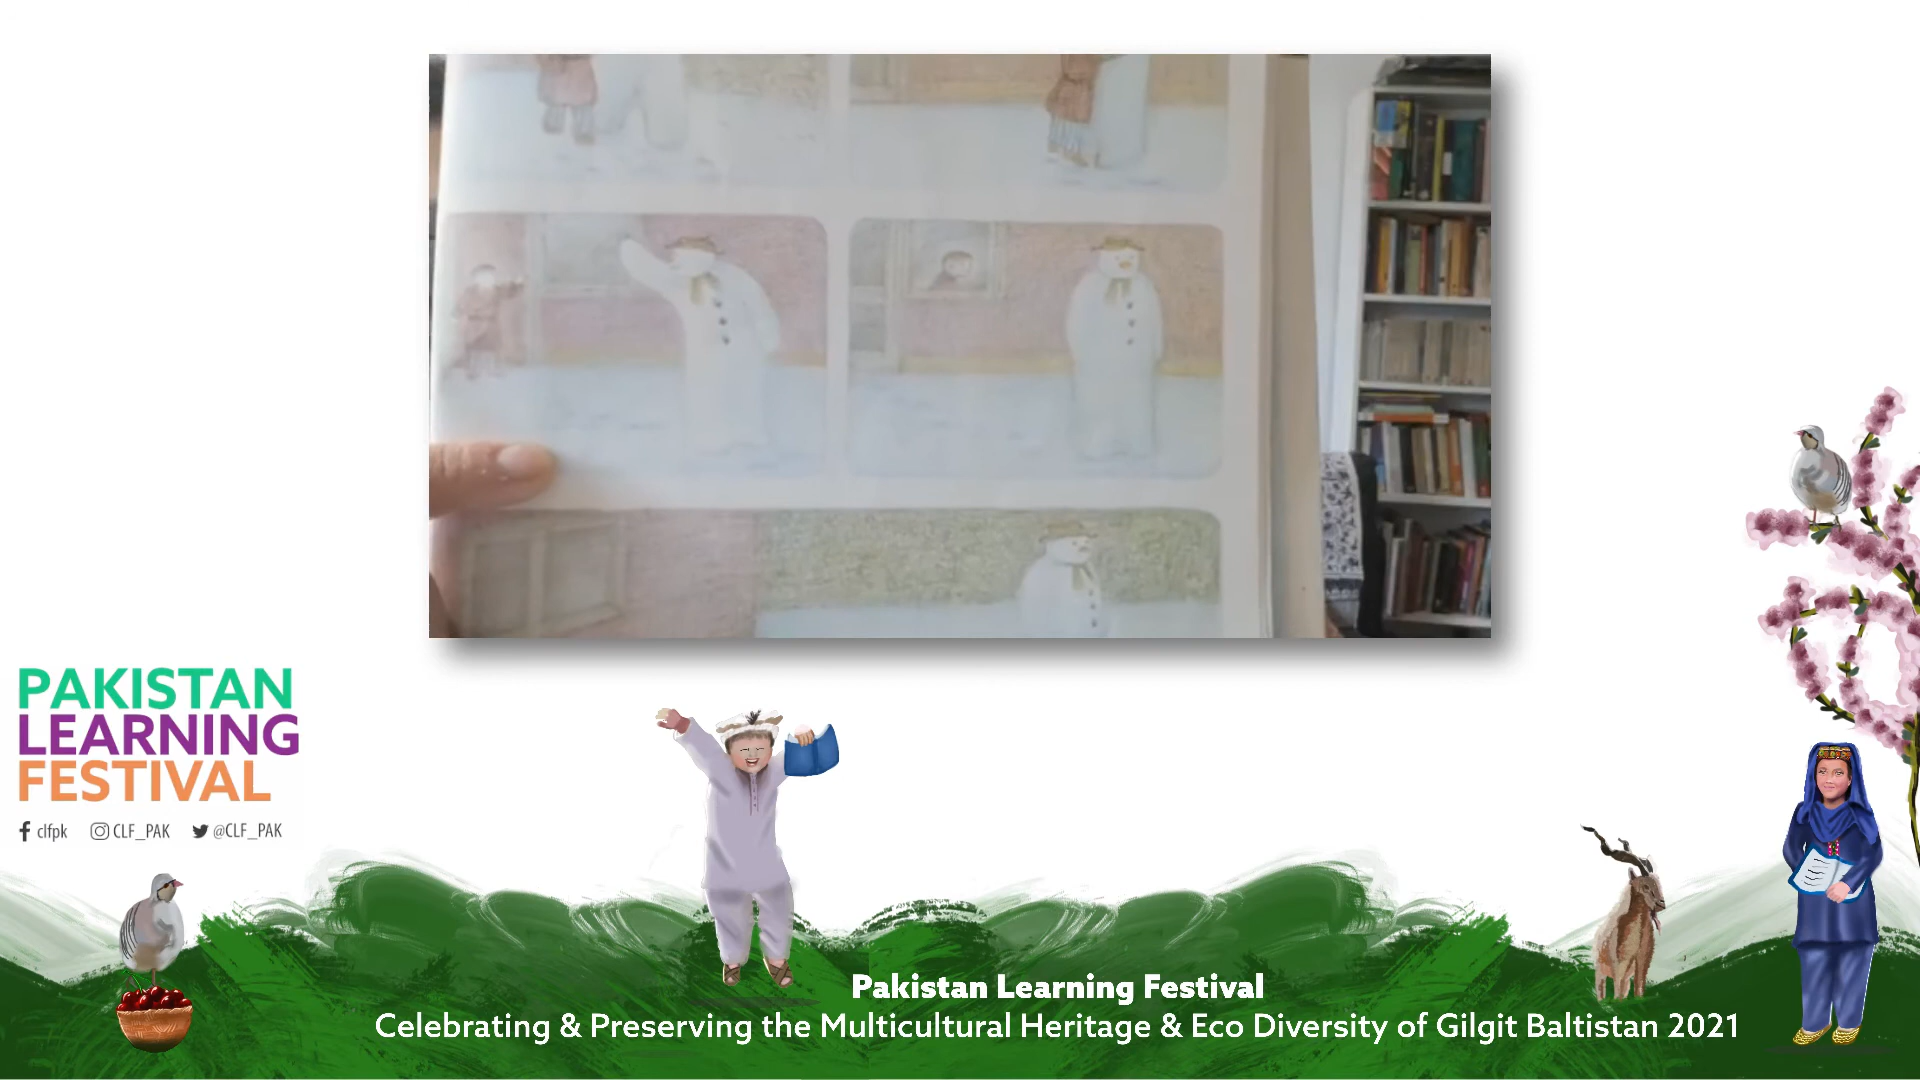 PAKISTAN
LEARNING
FESTIVAL
clfpk CLF_PAK @CLF_PAK
Pakistan Learning Festival
Celebrating & Preserving the Multicultural Heritage & Eco Diversity of Gilgit Baltistan 2021